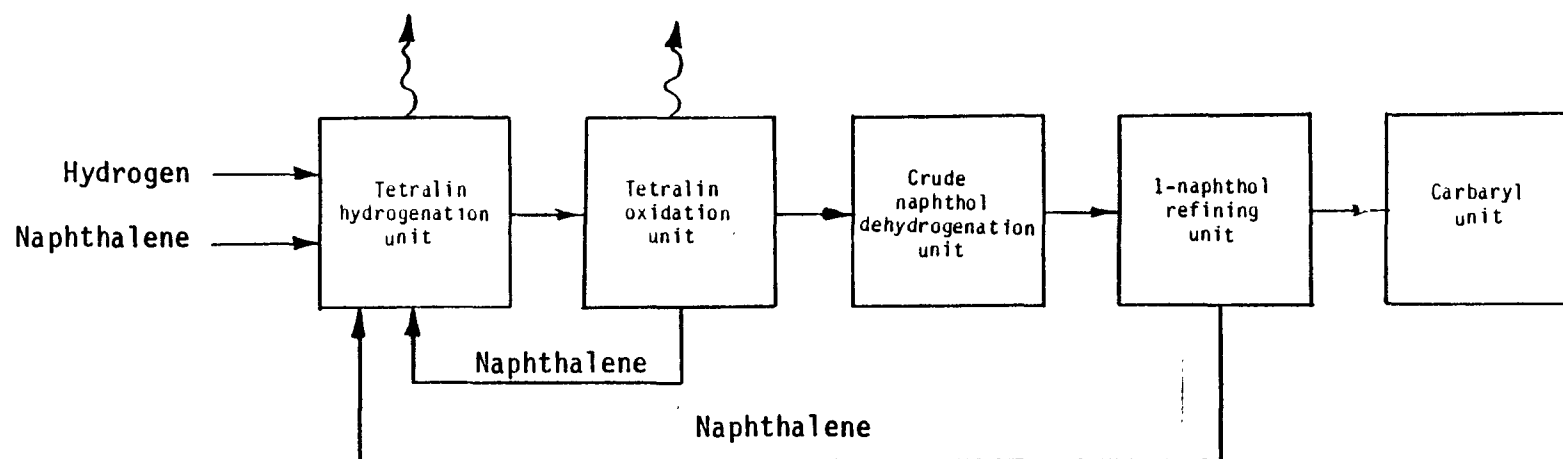 Hydrogen
Naphthalene
Tetralin
hydrogenation
unit
Tetralin
oxidation
unit
Crude
naphthol
dehydrogenation
unit
1-naphthol
refining
unit
Carbaryl
unit
Naphthalene
Naphthalene